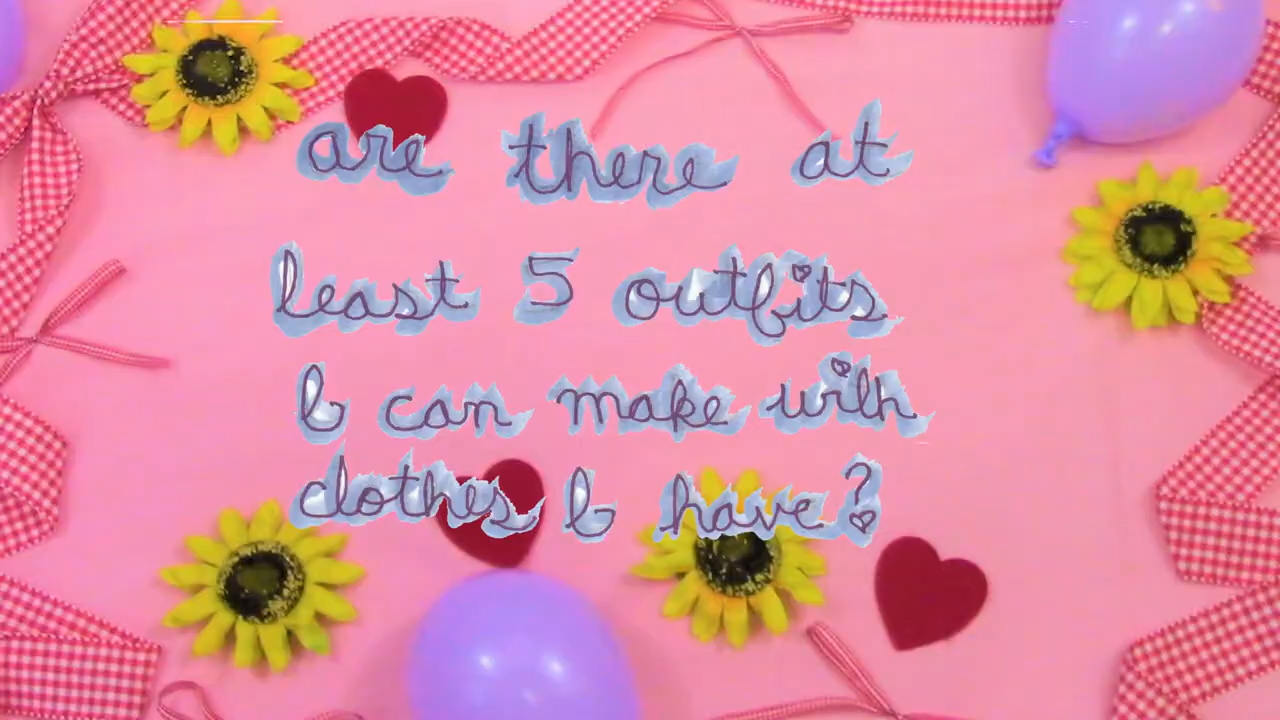 are there at
least 5 outfits
I can make with
clothes I have?